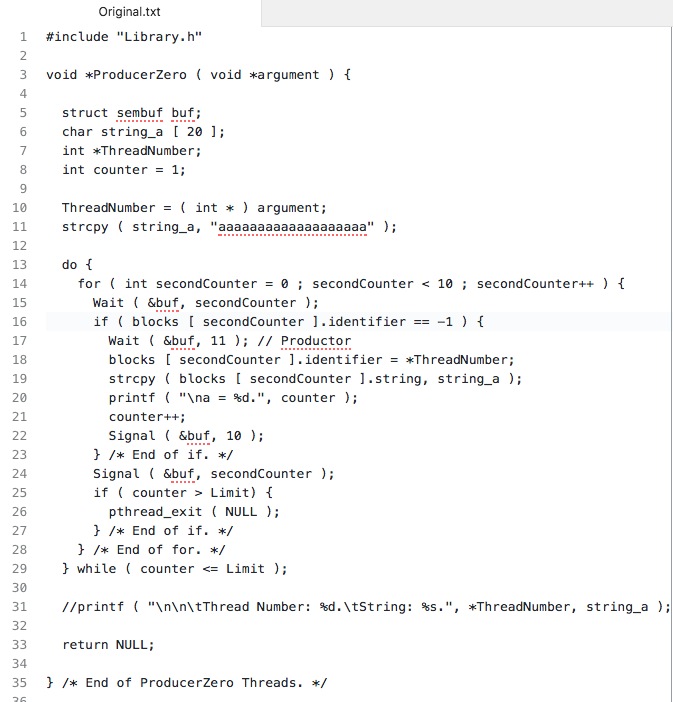 Original.txt
1 #include "Library.h"
2
3 void *ProducerZero ( void *argument ) {
4
5   struct sembuf buf;
6   char string_a [ 20 ];
7   int *ThreadNumber;
8   int counter = 1;
9
10   ThreadNumber = ( int * ) argument;
11   strcpy ( string_a, "aaaaaaaaaaaaaaaaaaa" );
12
13   do {
14     for ( int secondCounter = 0 ; secondCounter < 10 ; secondCounter++ ) {
15       Wait ( &buf, secondCounter );
16       if ( blocks [ secondCounter ].identifier == -1 ) {
17         Wait ( &buf, 11 ); // Productor
18         blocks [ secondCounter ].identifier = *ThreadNumber;
19         strcpy ( blocks [ secondCounter ].string, string_a );
20         printf ( "\na = %d.", counter );
21         counter++;
22         Signal ( &buf, 10 );
23       } /* End of if. */
24       Signal ( &buf, secondCounter );
25       if ( counter > Limit) {
26         pthread_exit ( NULL );
27       } /* End of if. */
28     } /* End of for. */
29   } while ( counter <= Limit );
30
31   //printf ( "\n\n\tThread Number: %d.\tString: %s.", *ThreadNumber, string_a );
32
33   return NULL;
34
35 } /* End of ProducerZero Threads. */
36